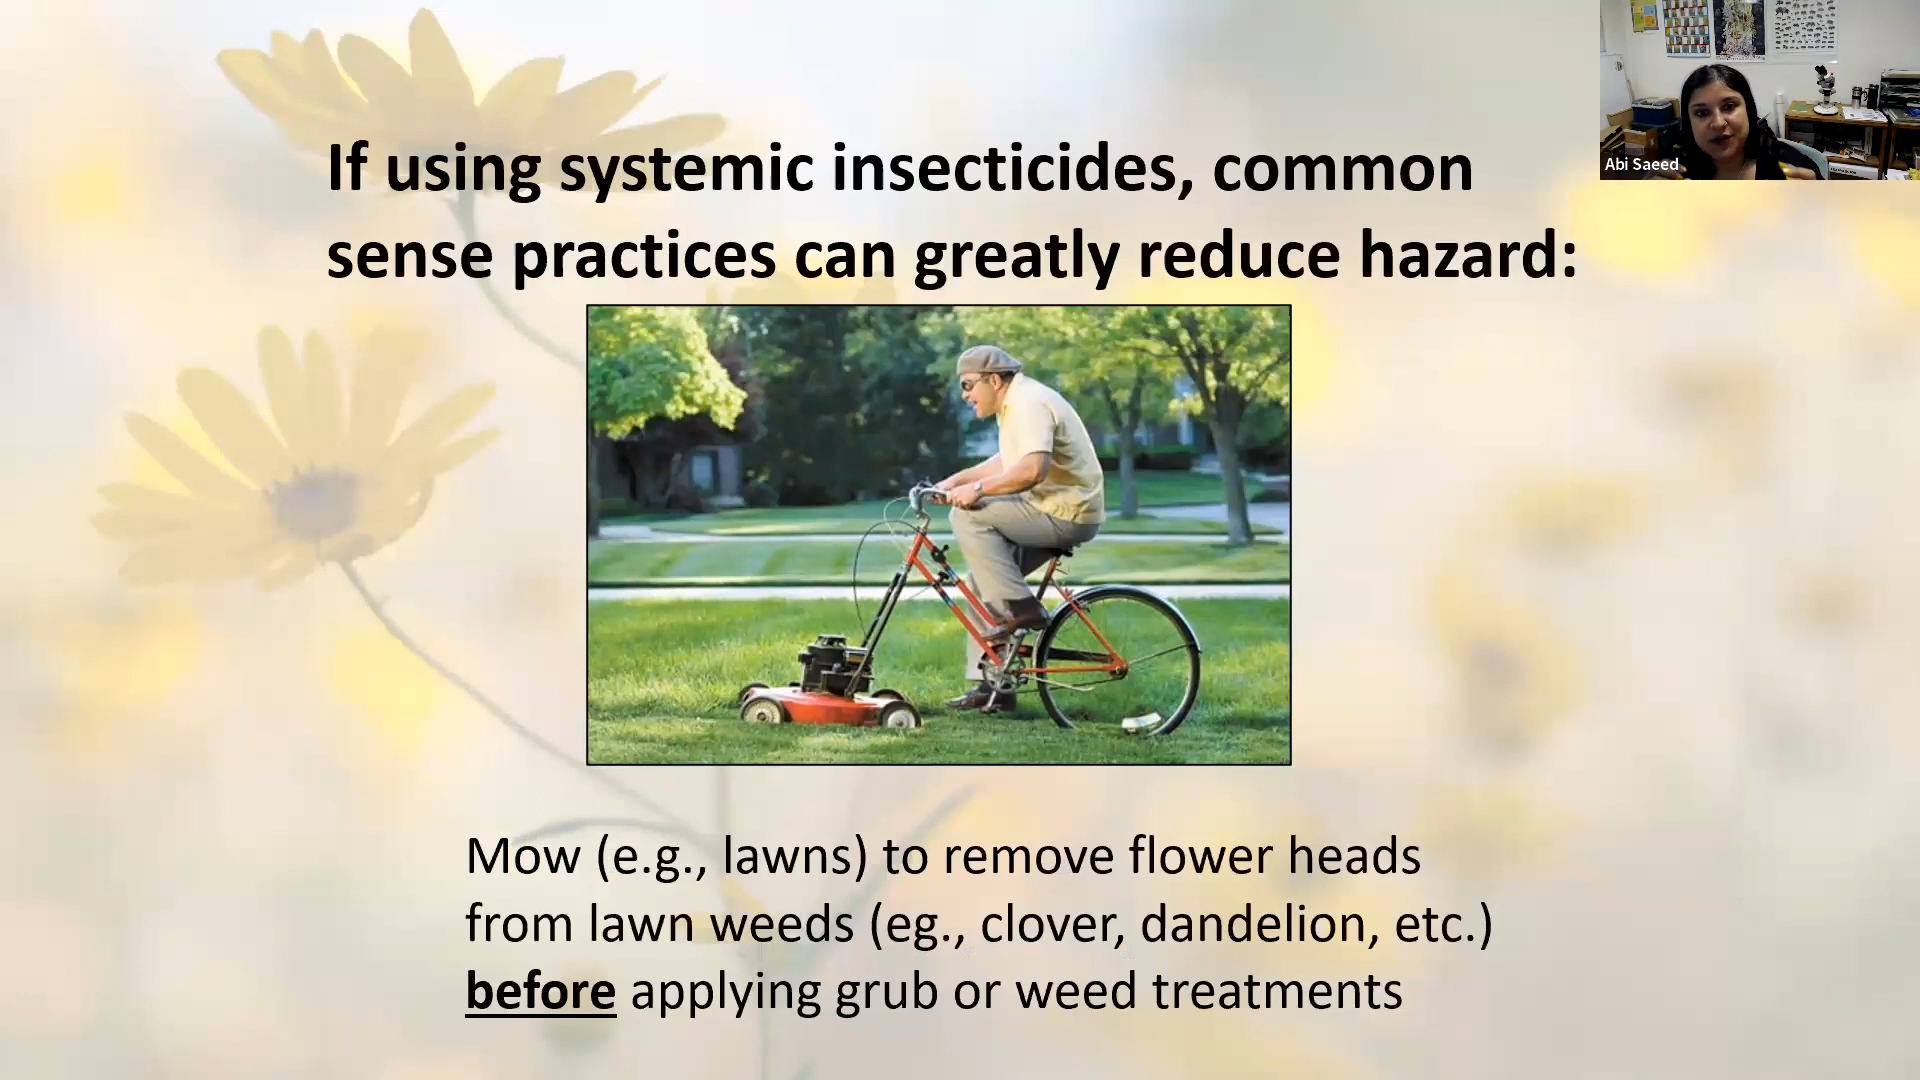 If using systemic insecticides, common
sense practices can greatly reduce hazard:
Abi Saeed
Mow (e.g., lawns) to remove flower heads
from lawn weeds (eg., clover, dandelion, etc.)
before applying grub or weed treatments